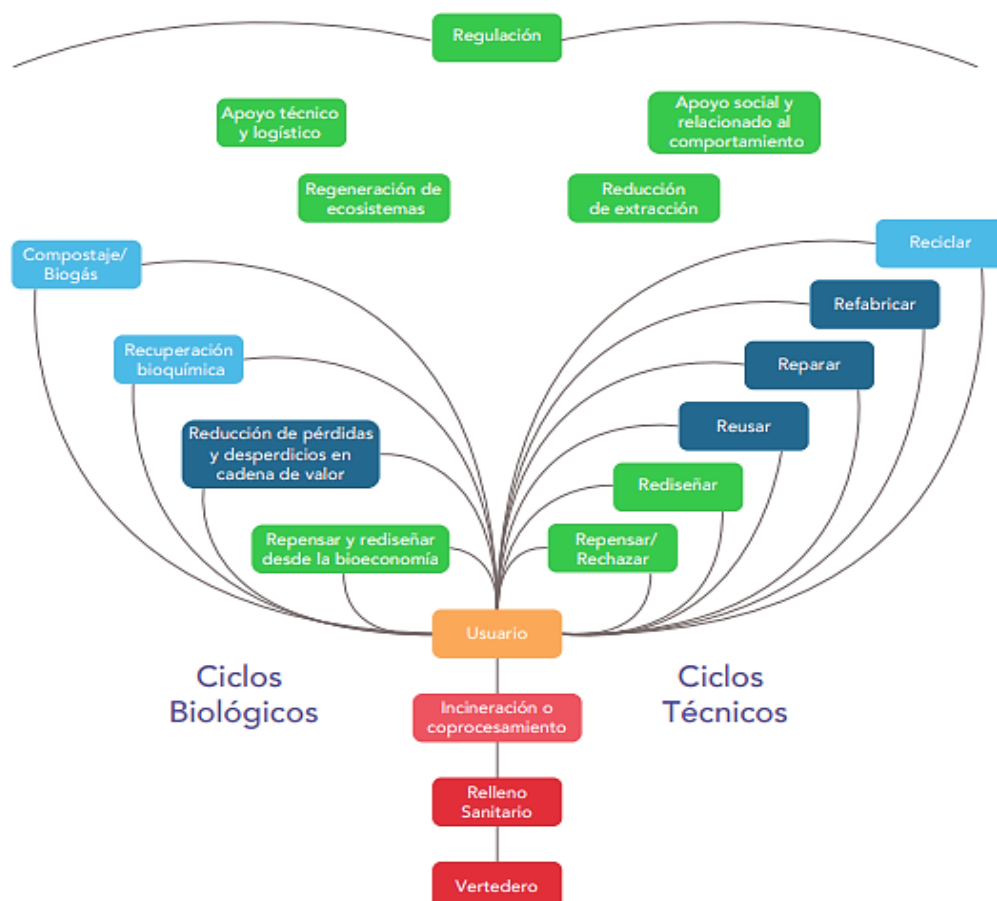 Regulación
Apoyo técnico
y logístico
Apoyo social y
relacionado al
comportamiento
Regeneración de
ecosistemas
Reducción
de extracción
Compostaje/
Biogás
Reciclar
Refabricar
Recuperación
bioquímica
Reparar
Reducción de pérdidas
y desperdicios en
cadena de valor
Reusar
Rediseñar
Repensar y rediseñar
desde la bioeconomía
Repensar/
Rechazar
Usuario
Ciclos
Biológicos
Ciclos
Técnicos
Incineración o
coprocesamiento
Relleno
Sanitario
Vertedero